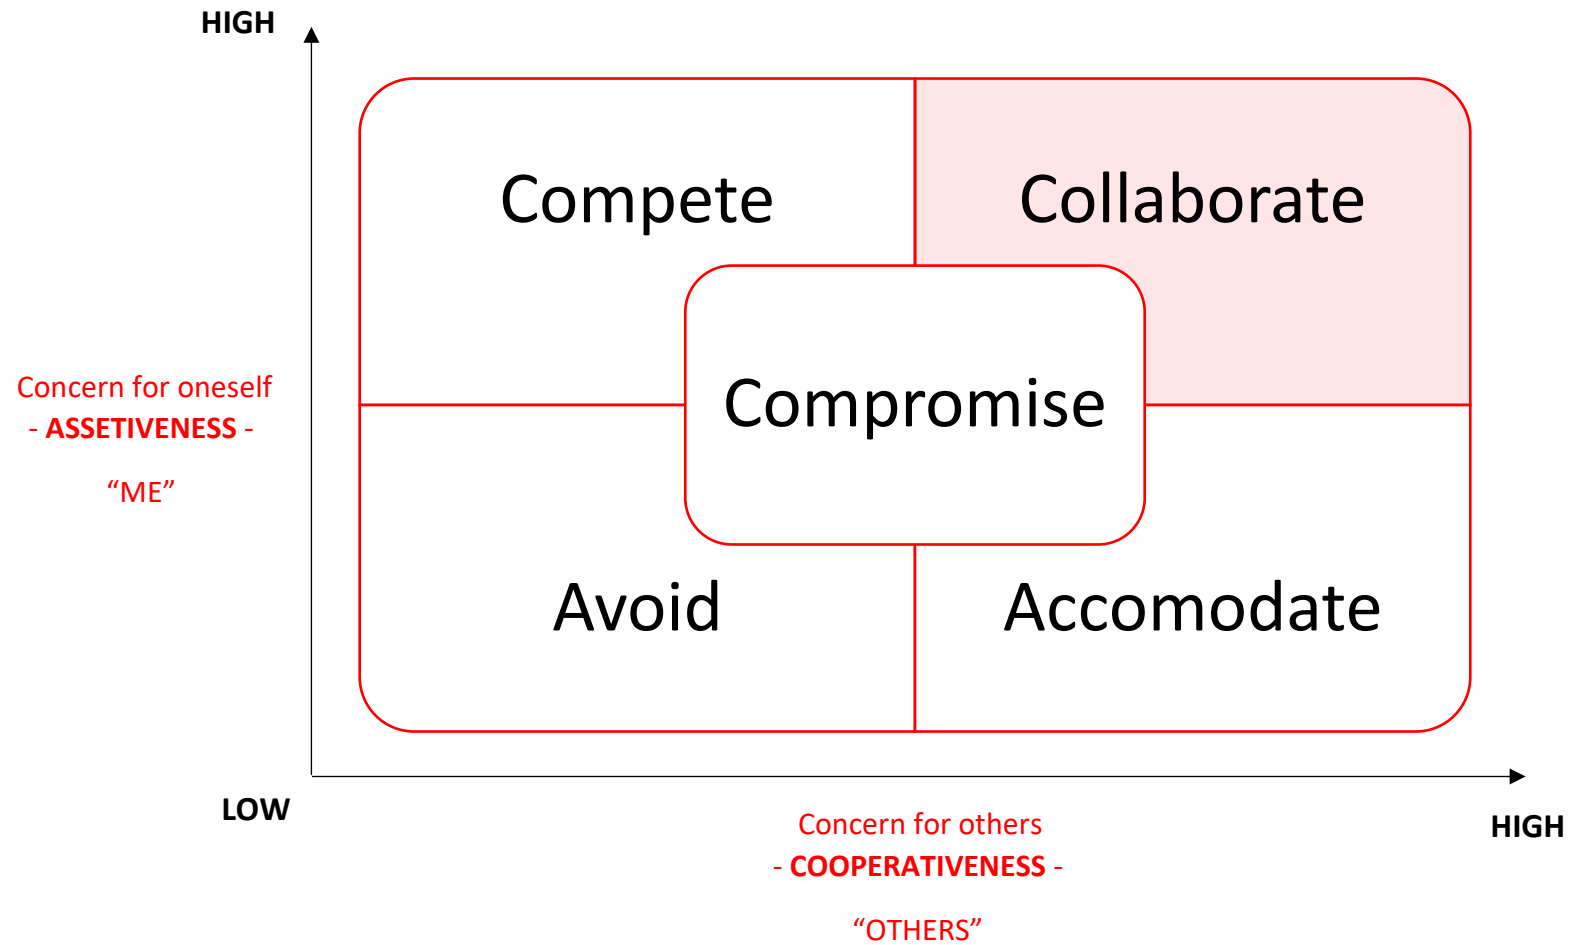 HIGH
Compete
Collaborate
Concern for oneself
- ASSETIVENESS -
“ME”
Compromise
Avoid
Accomodate
LOW
HIGH
Concern for others
- COOPERATIVENESS -
“OTHERS”